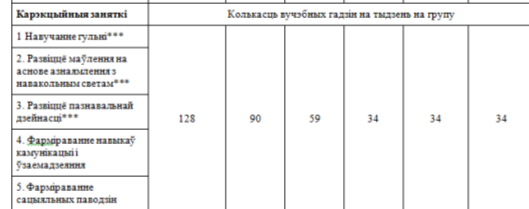 Карэкцыйныя заняткі
Колькасць вучэбных гадзін на тыдзень на групу
1 Навучанне гульні***
2. Развіццё маўлення на
аснове азнаямлення з
навакольным светам***
3. Развіццё пазнавальнай
дзейнасці***
128 90 59 34 34 34
4. Фарміраванне навыкаў
камунікацыі і
ўзаемадзеяння
5. Фарміраванне
сацыяльных паводзін